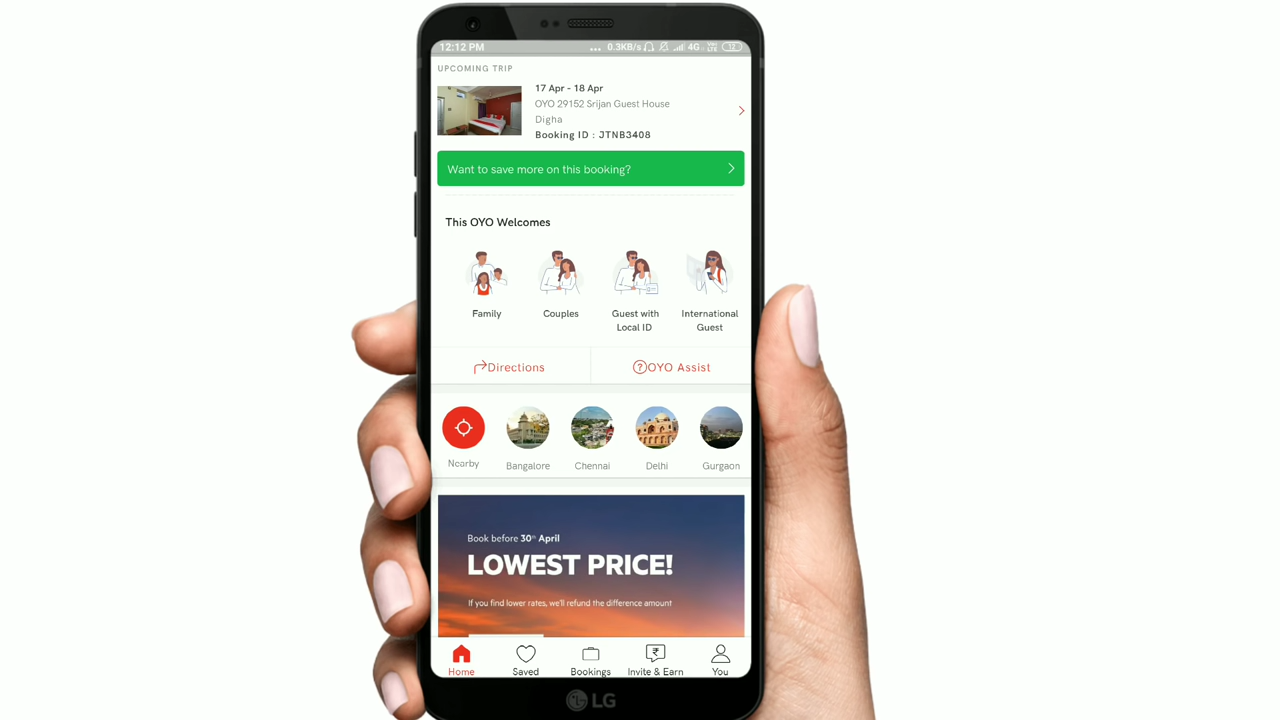 12:12 PM
... 0.3KB/s 4G VoLTE 12
UPCOMING TRIP
17 Apr - 18 Apr
OYO 29152 Srijan Guest House
Digha
Booking ID : JTNB3408
Want to save more on this booking?
This OYO Welcomes
Family
Couples
Guest with
Local ID
International
Guest
Directions
OYO Assist
Nearby
Bangalore
Chennai
Delhi
Gurgaon
Book before 30th April
LOWEST PRICE!
If you find lower rates, we'll refund the difference amount
Home
Saved
Bookings
Invite & Earn
You
LG